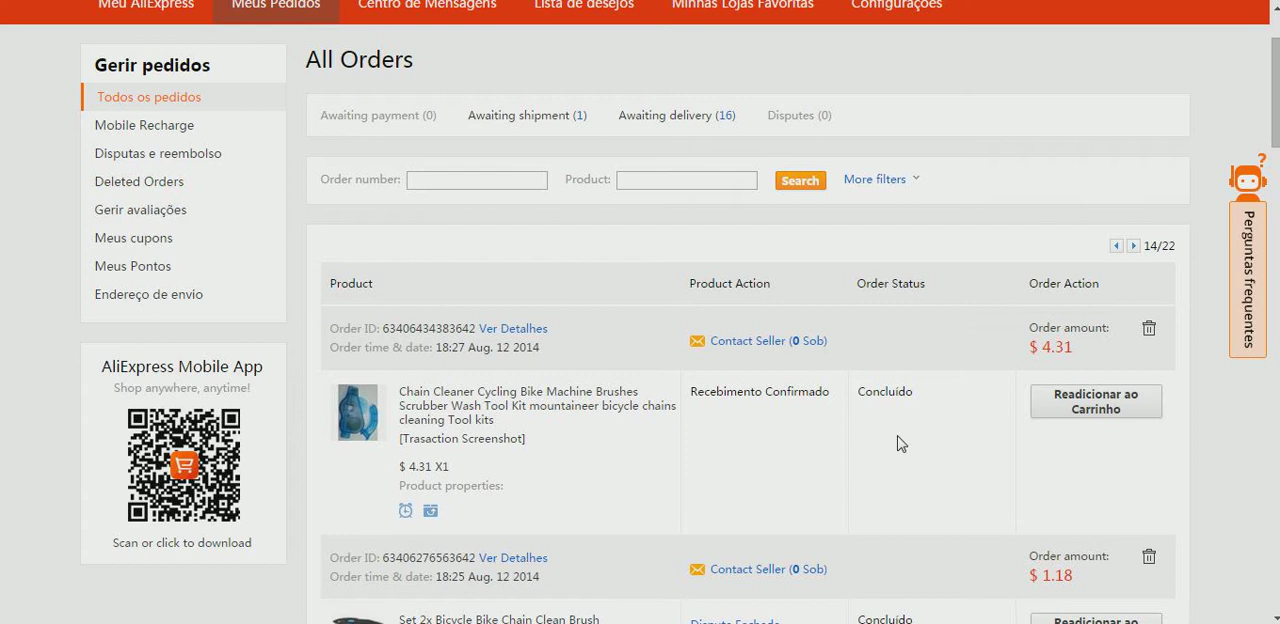 Meu AliExpress Meus Pedidos Centro de Mensagens Lista de desejos Minhas Lojas Favoritas Configurações
Gerir pedidos
Todos os pedidos
Mobile Recharge
Disputas e reembolso
Deleted Orders
Gerir avaliações
Meus cupons
Meus Pontos
Endereço de envio
AliExpress Mobile App
Shop anywhere, anytime!
Scan or click to download
All Orders
Awaiting payment (0) Awaiting shipment (1) Awaiting delivery (16) Disputes (0)
Order number: Product: Search More filters
14/22
Product Product Action Order Status Order Action
Order ID: 63406434383642 Ver Detalhes
Order time & date: 18:27 Aug. 12 2014
Contact Seller (0 Sob)
Order amount:
$ 4.31
Chain Cleaner Cycling Bike Machine Brushes
Scrubber Wash Tool Kit mountaineer bicycle chains
cleaning Tool kits
[Trasaction Screenshot]
$ 4.31 X1
Product properties:
Recebimento Confirmado
Concluído
Readicionar ao
Carrinho
Order ID: 63406276563642 Ver Detalhes
Order time & date: 18:25 Aug. 12 2014
Contact Seller (0 Sob)
Order amount:
$ 1.18
Set 2x Bicycle Bike Chain Clean Brush
Disputa Fechada
Concluído
Readicionar ao
?
Perguntas frequentes